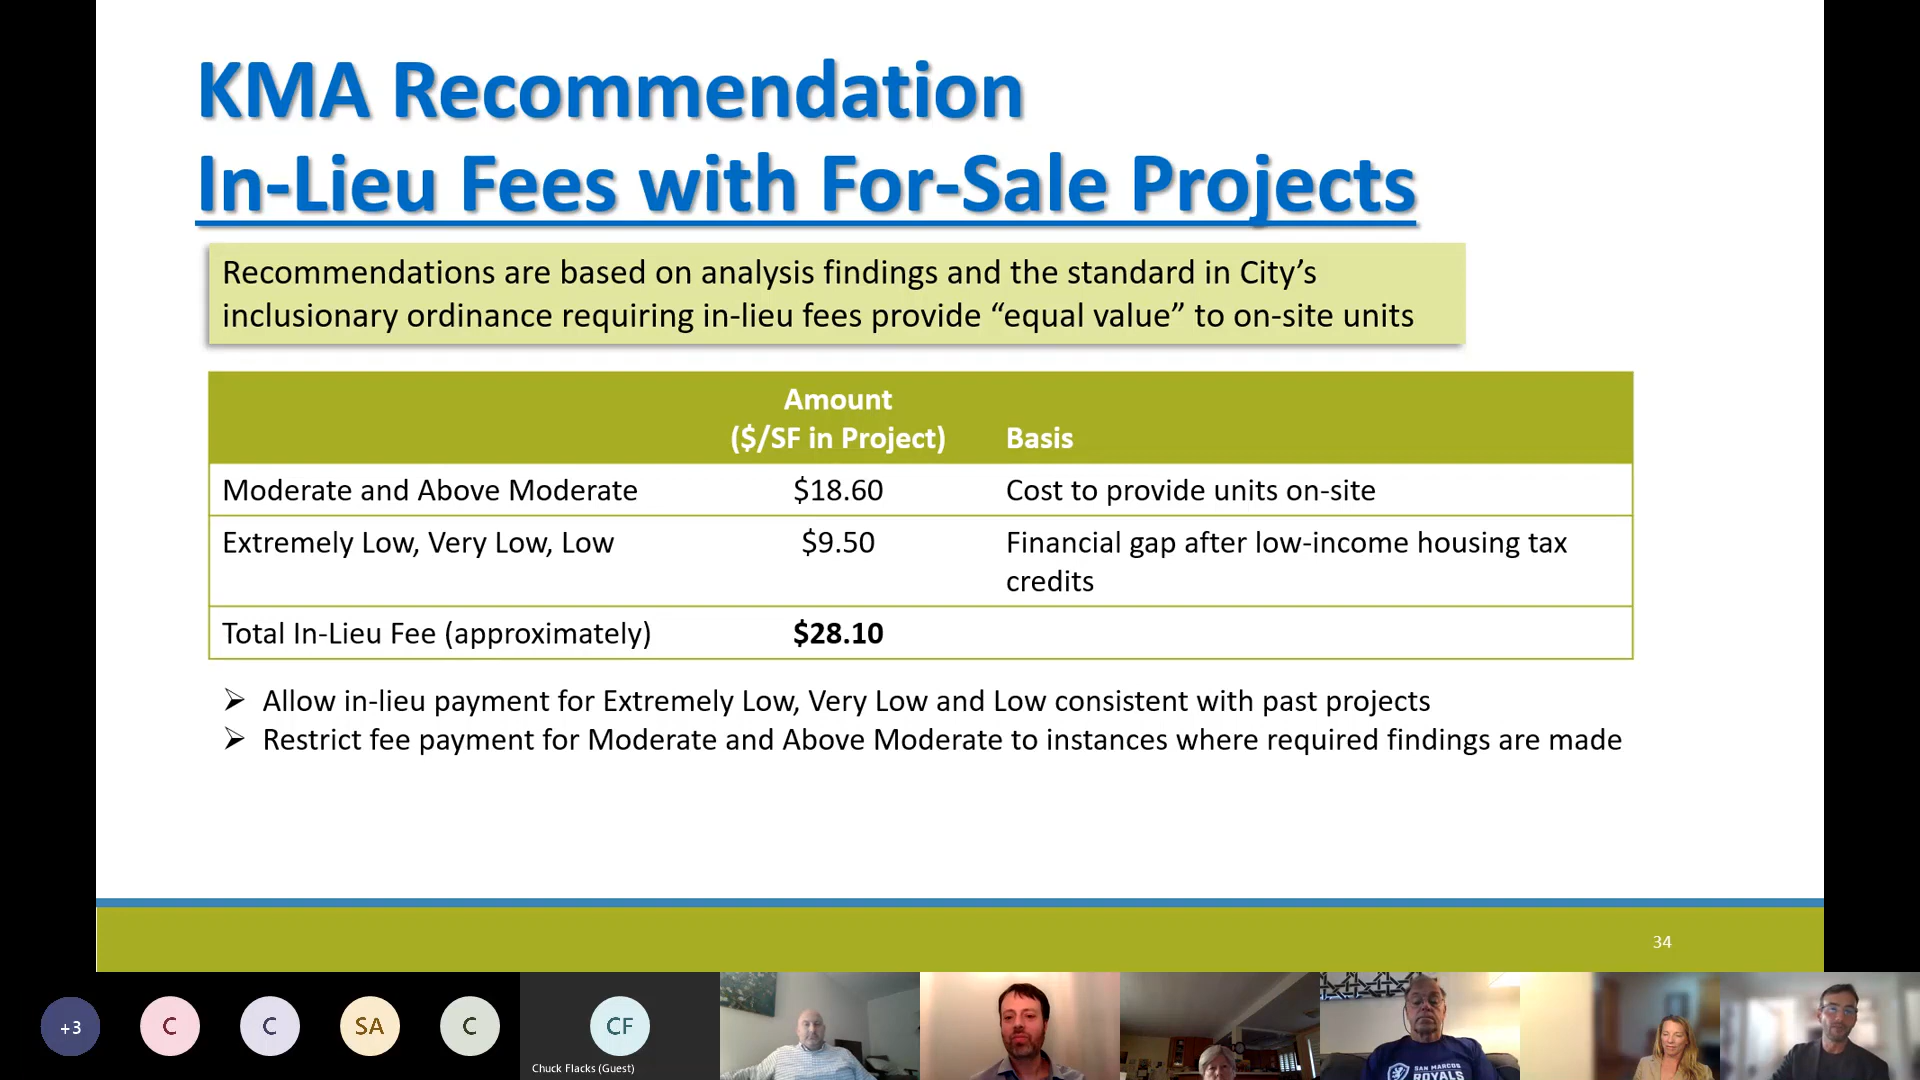 KMA Recommendation
In-Lieu Fees with For-Sale Projects
Recommendations are based on analysis findings and the standard in City’s
inclusionary ordinance requiring in-lieu fees provide “equal value” to on-site units
Amount
($/SF in Project) Basis
Moderate and Above Moderate $18.60 Cost to provide units on-site
Extremely Low, Very Low, Low $9.50 Financial gap after low-income housing tax
credits
Total In-Lieu Fee (approximately) $28.10
➢ Allow in-lieu payment for Extremely Low, Very Low and Low consistent with past projects
➢ Restrict fee payment for Moderate and Above Moderate to instances where required findings are made
34
+3 C C SA C CF
Chuck Flacks (Guest)
SAN MARCOS
ROYALS